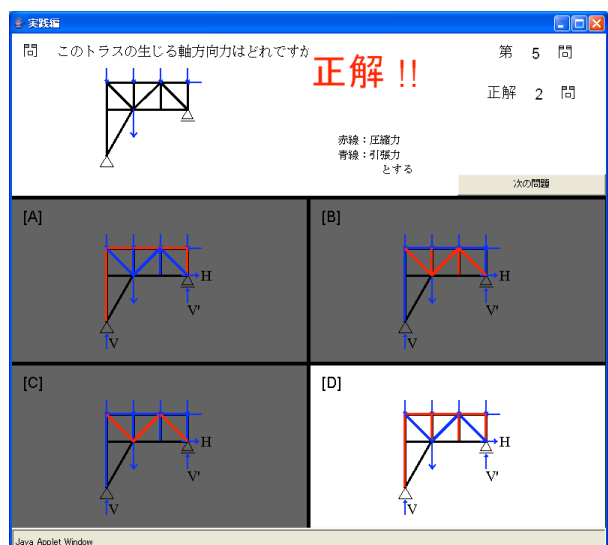 実践編
問 このトラスの生じる軸方向力はどれですか
正解 !!
第 5 問
正解 2 問
赤線：圧縮力
青線：引張力
とする
次の問題
[A]
H
V'
V
[B]
H
V'
V
[C]
H
V'
V
[D]
H
V'
V
Java Applet Window